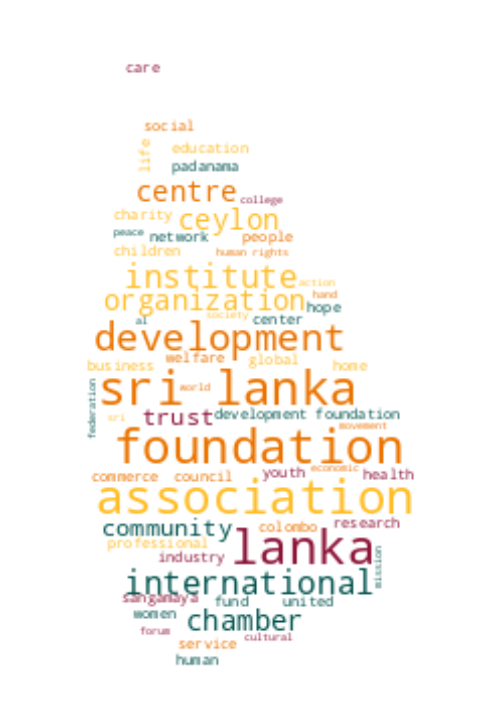 care
social
life
education
padanama
centre
college
charity
ceylon
peace
network
people
children
human rights
institute
action
organization
hand
hope
society
al
center
development
welfare
business
global
home
sri lanka
world
federation
trust
development foundation
sri
movement
foundation
commerce
council
youth
economic
health
association
community
colombo
research
professional
lanka
industry
mission
international
sangamaya
fund
united
women
chamber
forum
cultural
service
human